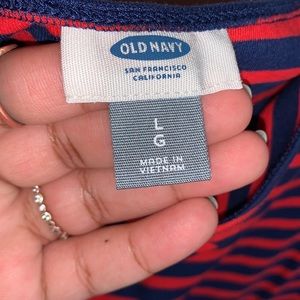 OLD NAVY
SAN FRANCISCO
CALIFORNIA
L
G
MADE IN
VIETNAM